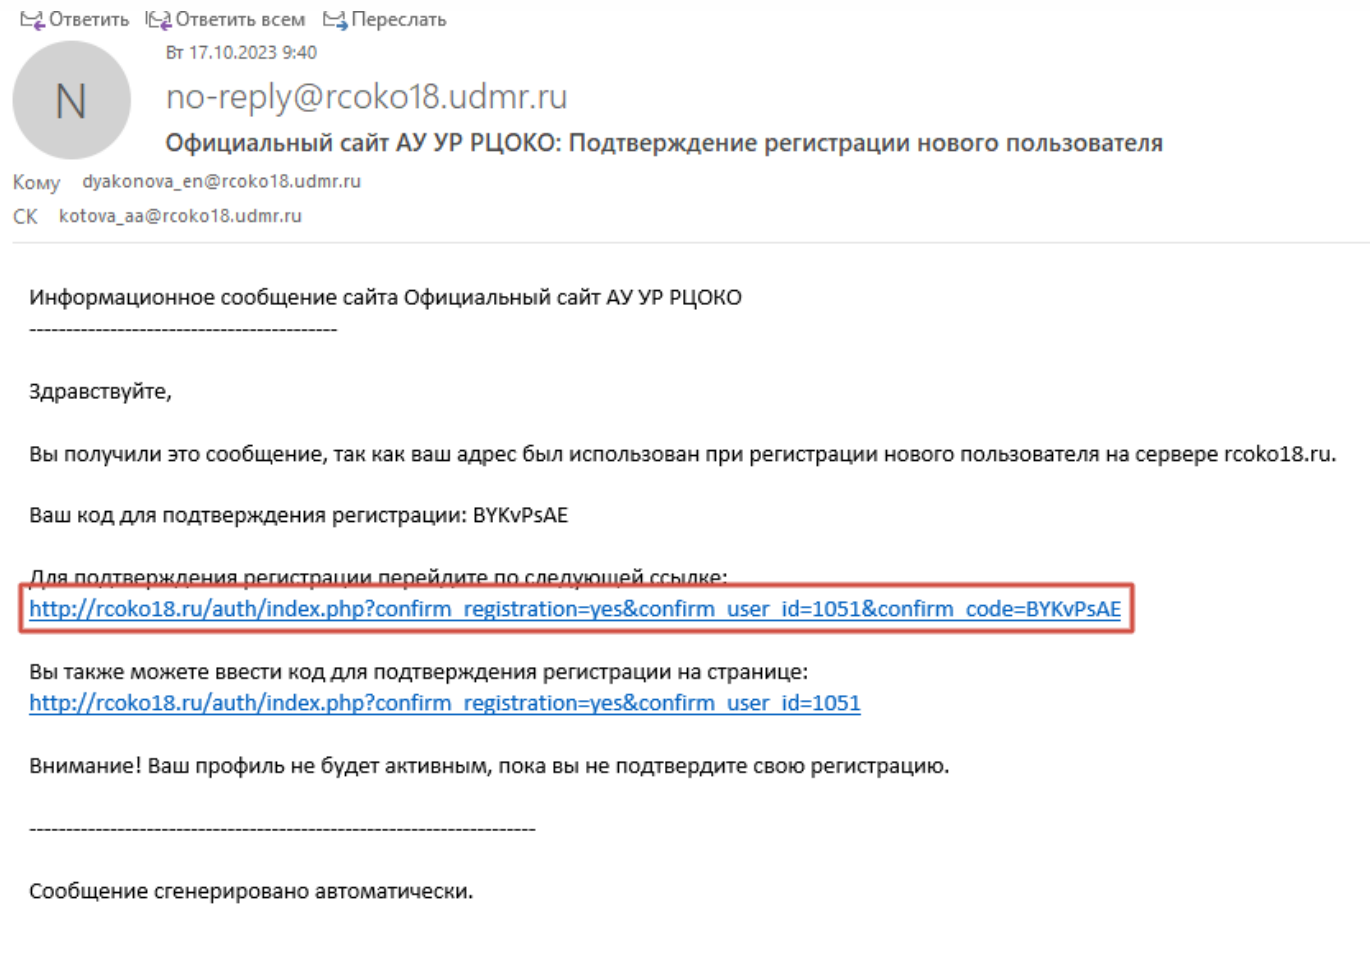 Ответить Ответить всем Переслать
Вт 17.10.2023 9:40
N
no-reply@rcoko18.udmr.ru
Официальный сайт АУ УР РЦОКО: Подтверждение регистрации нового пользователя
Кому dyakonova_en@rcoko18.udmr.ru
СК kotova_aa@rcoko18.udmr.ru
Информационное сообщение сайта Официальный сайт АУ УР РЦОКО
------------------------------------------
Здравствуйте,
Вы получили это сообщение, так как ваш адрес был использован при регистрации нового пользователя на сервере rcoko18.ru.
Ваш код для подтверждения регистрации: BYKvPsAE
Для подтверждения регистрации перейдите по следующей ссылке:
http://rcoko18.ru/auth/index.php?confirm_registration=yes&confirm_user_id=1051&confirm_code=BYKvPsAE
Вы также можете ввести код для подтверждения регистрации на странице:
http://rcoko18.ru/auth/index.php?confirm_registration=yes&confirm_user_id=1051
Внимание! Ваш профиль не будет активным, пока вы не подтвердите свою регистрацию.
---------------------------------------------------------------------
Сообщение сгенерировано автоматически.